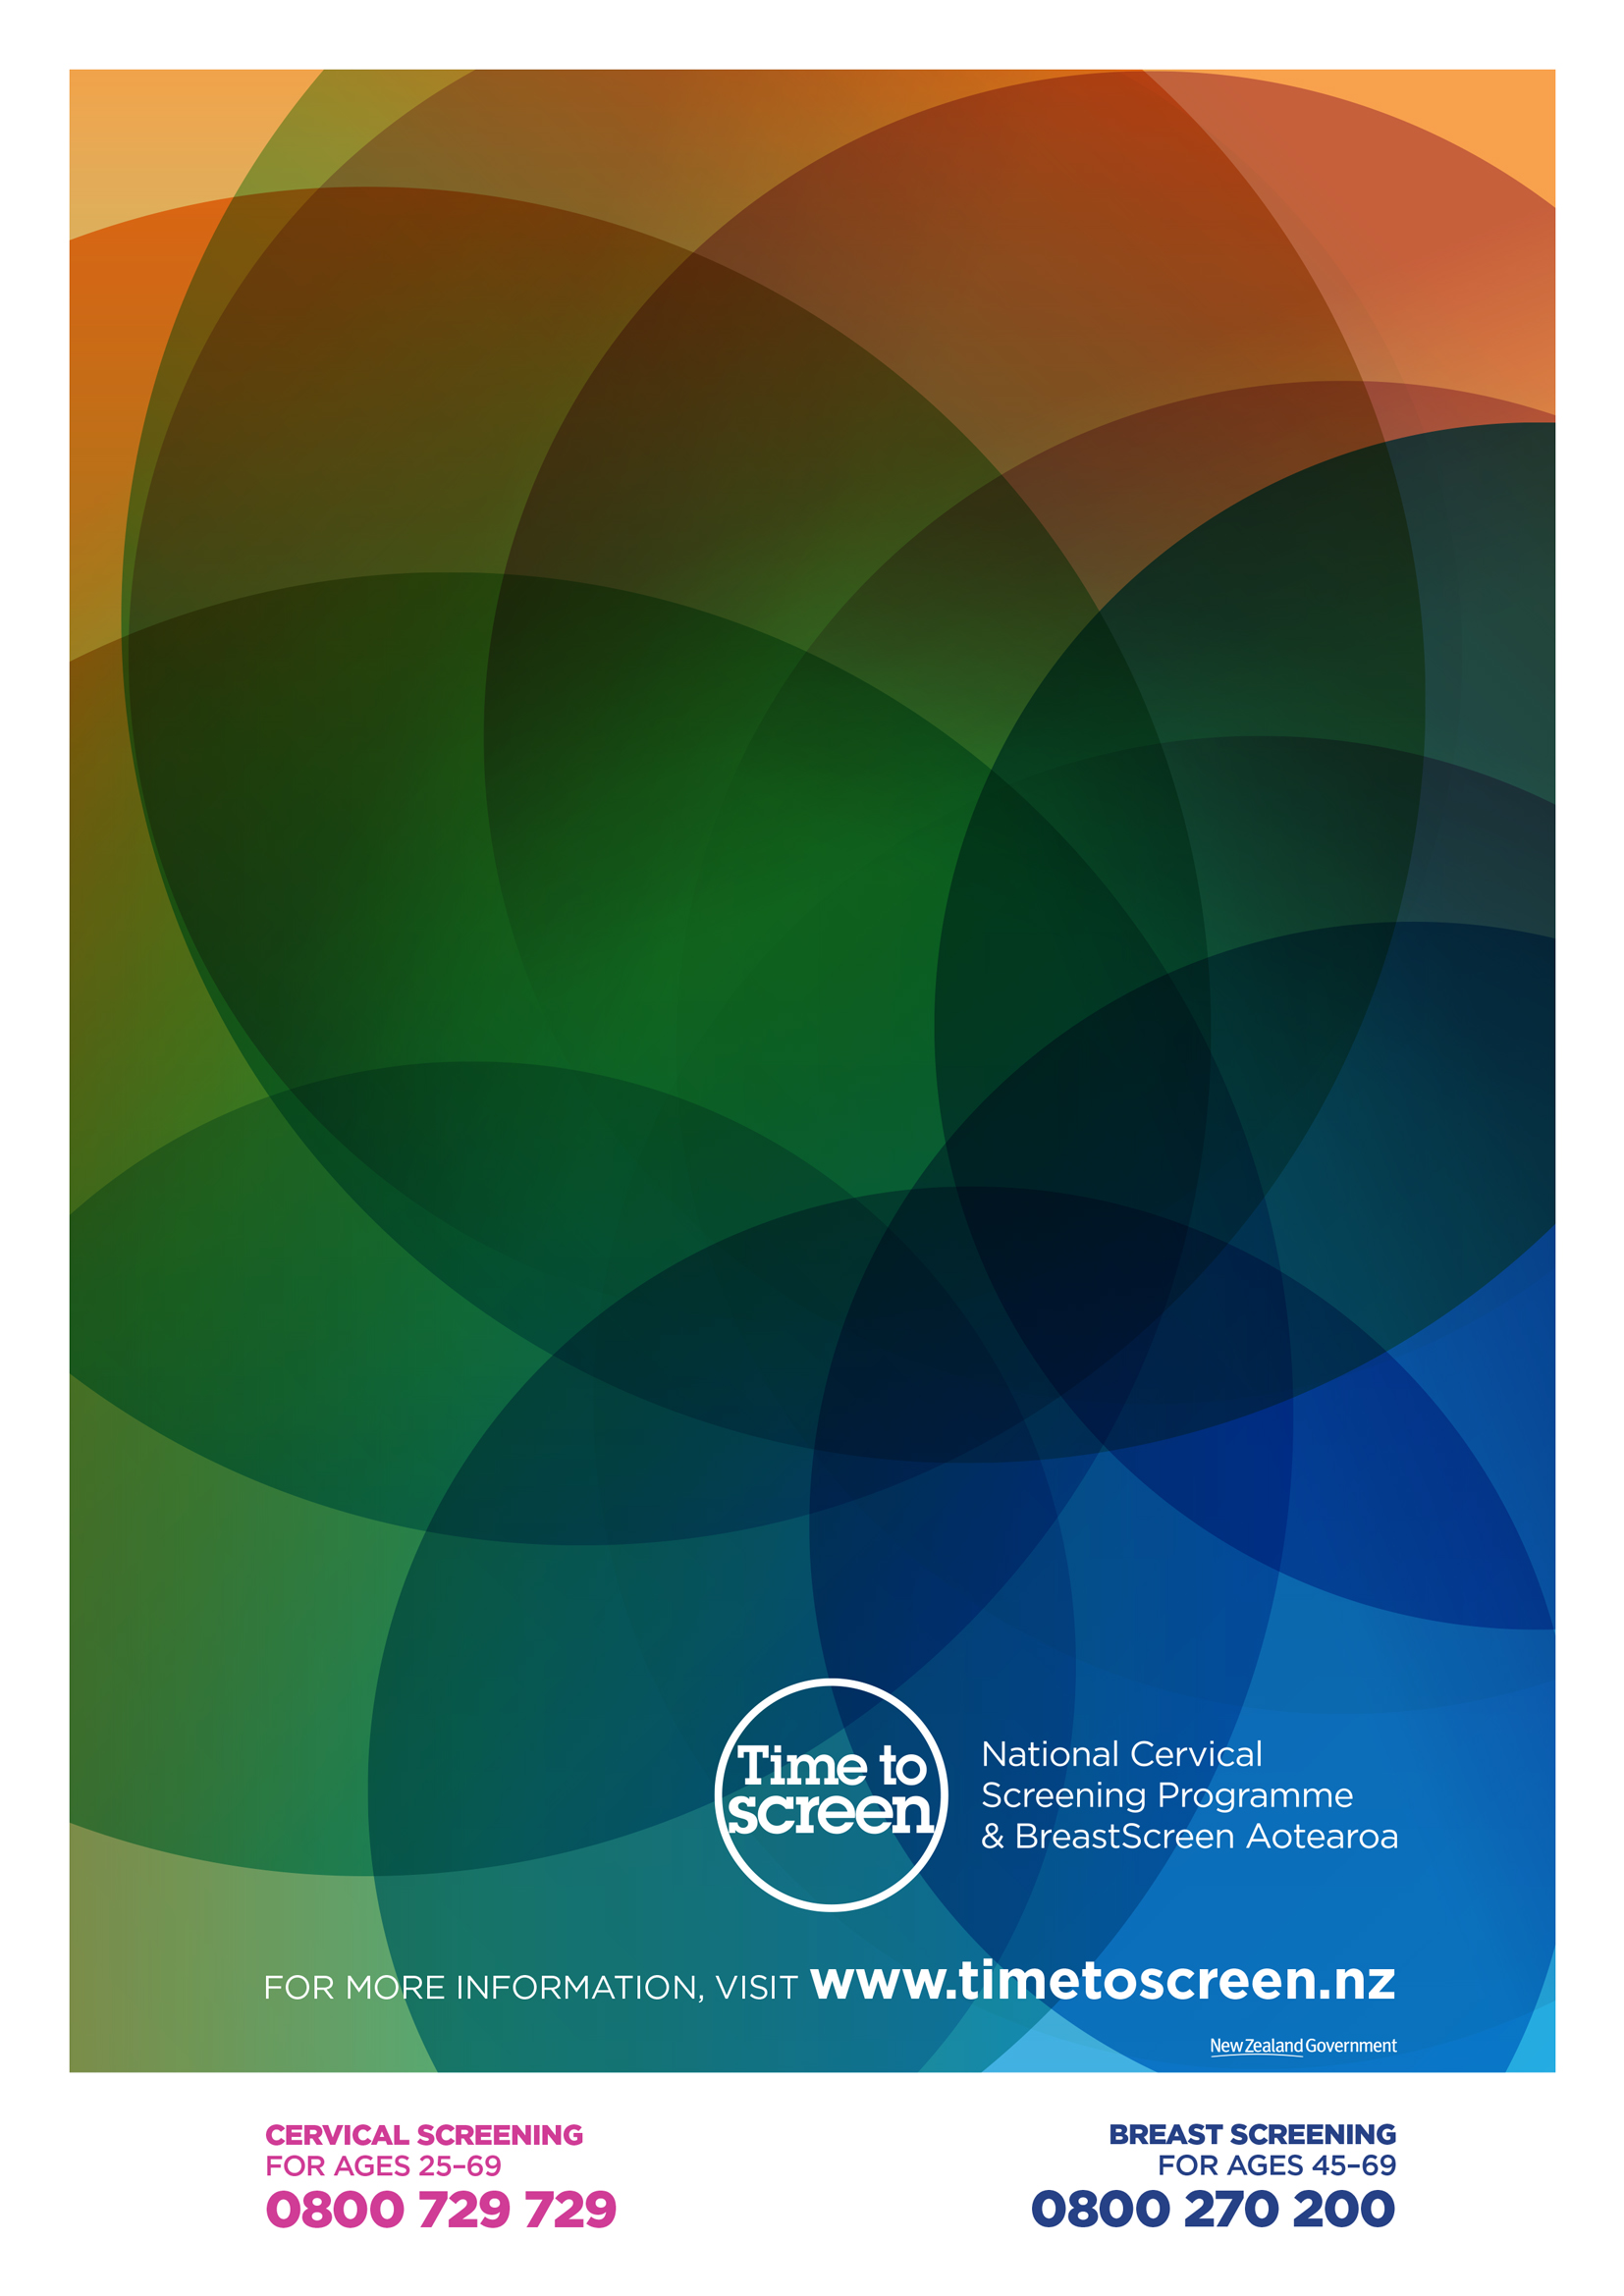 Time to
screen
National Cervical
Screening Programme
& BreastScreen Aotearoa
FOR MORE INFORMATION, VISIT www.timetoscreen.nz
New Zealand Government
CERVICAL SCREENING
FOR AGES 25–69
0800 729 729
BREAST SCREENING
FOR AGES 45–69
0800 270 200